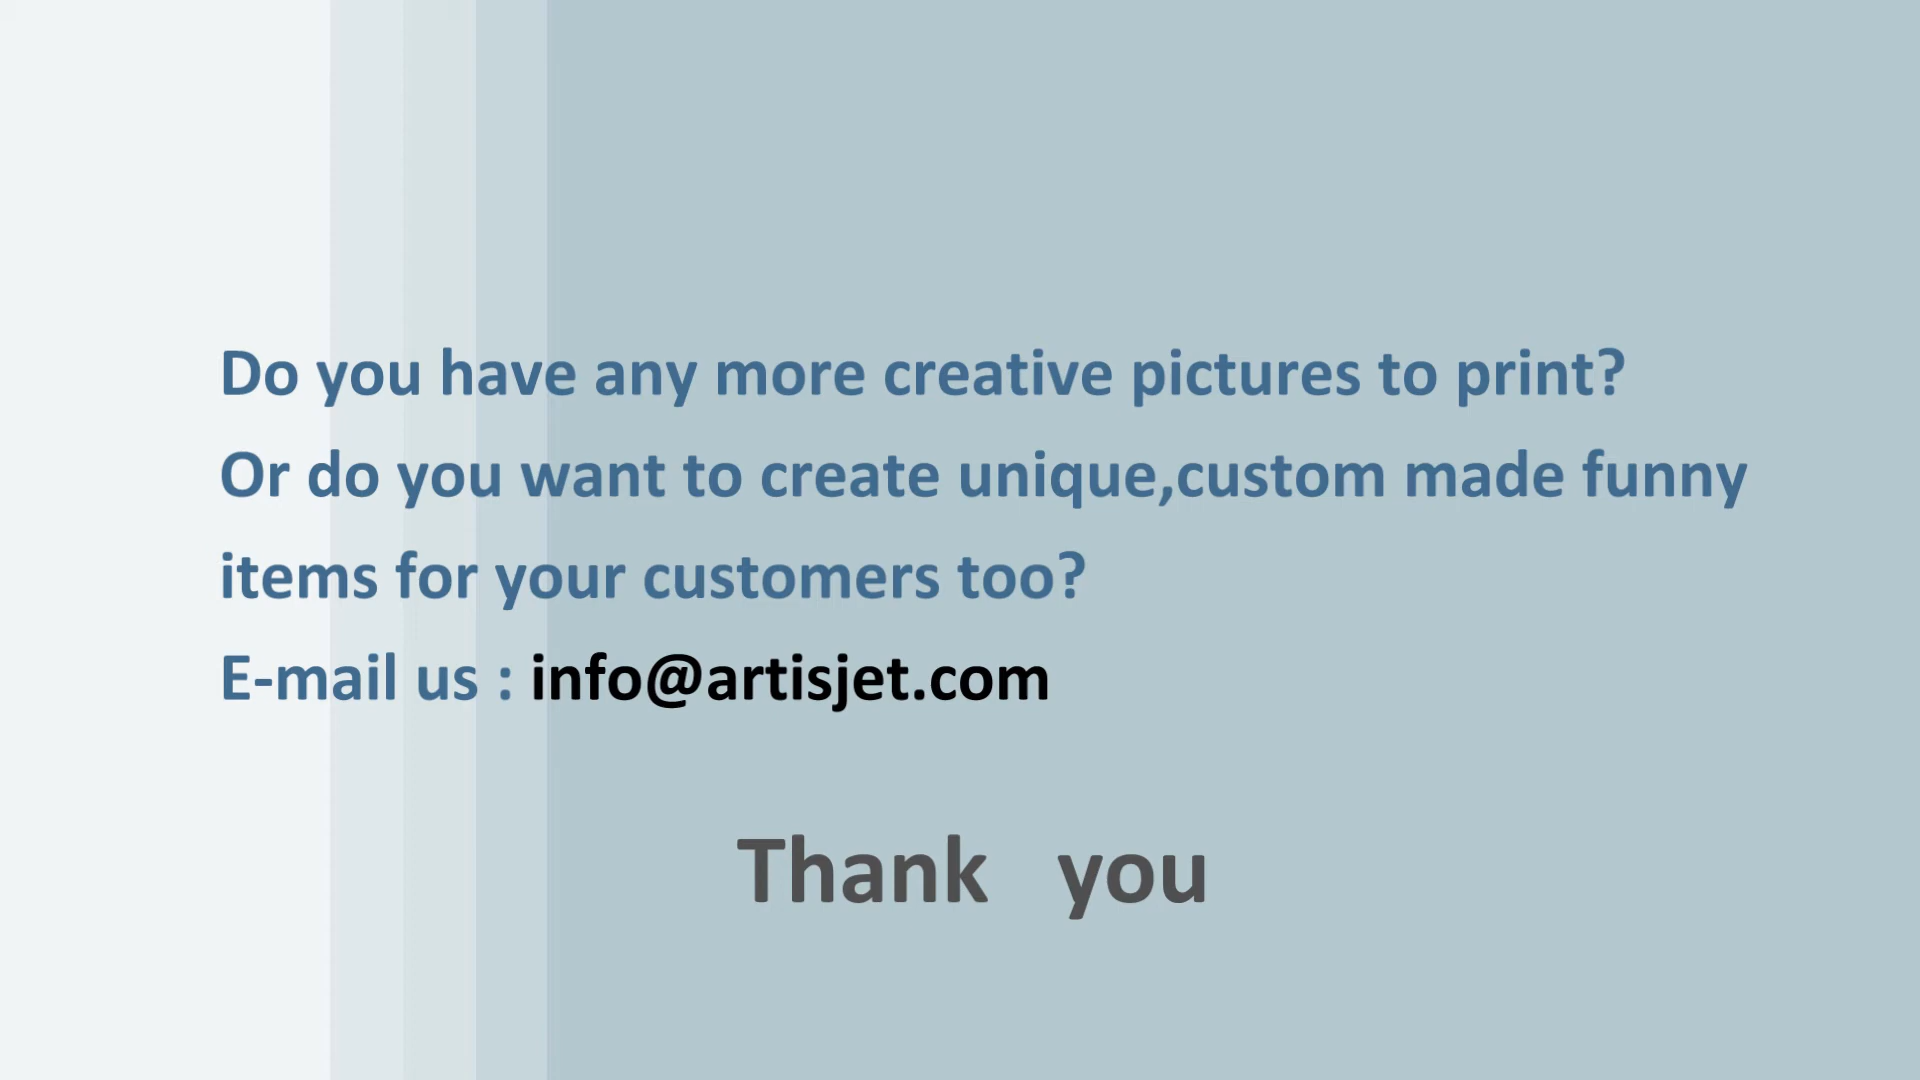 Do you have any more creative pictures to print?
Or do you want to create unique,custom made funny
items for your customers too?
E-mail us : info@artisjet.com
Thank you